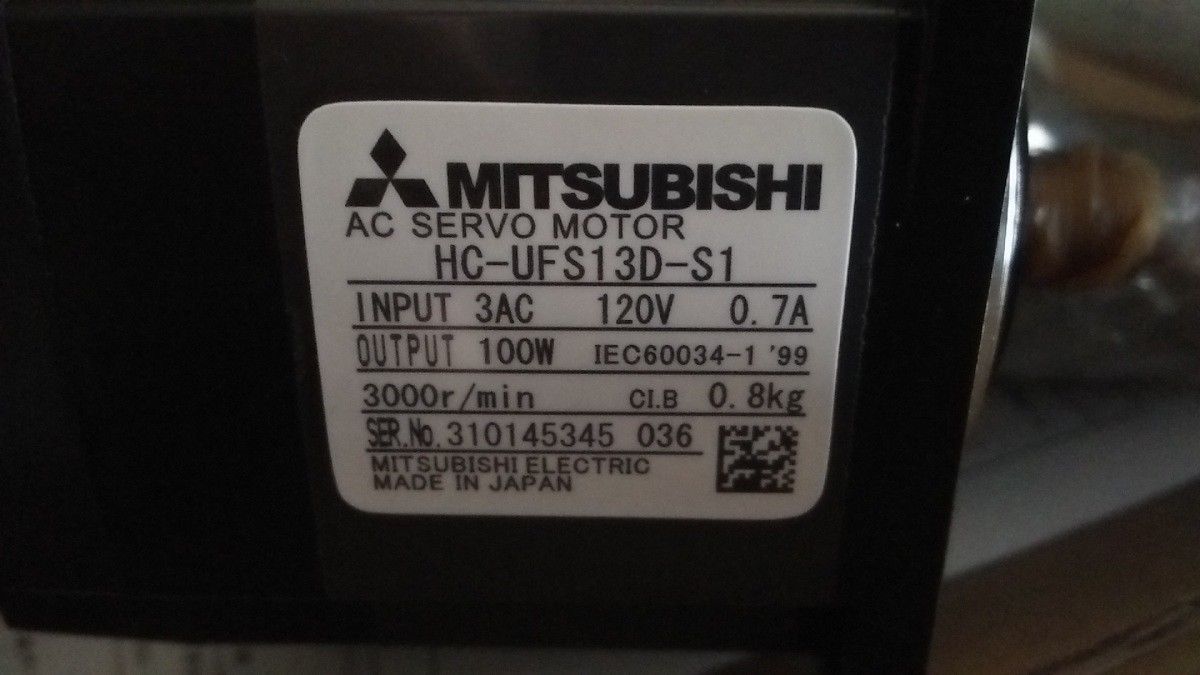 MITSUBISHI
AC SERVO MOTOR
HC-UFS13D-S1
INPUT 3AC 120V 0.7A
OUTPUT 100W IEC60034-1 '99
3000r/min CI.B 0.8kg
SER.No. 310145345 036
MITSUBISHI ELECTRIC
MADE IN JAPAN